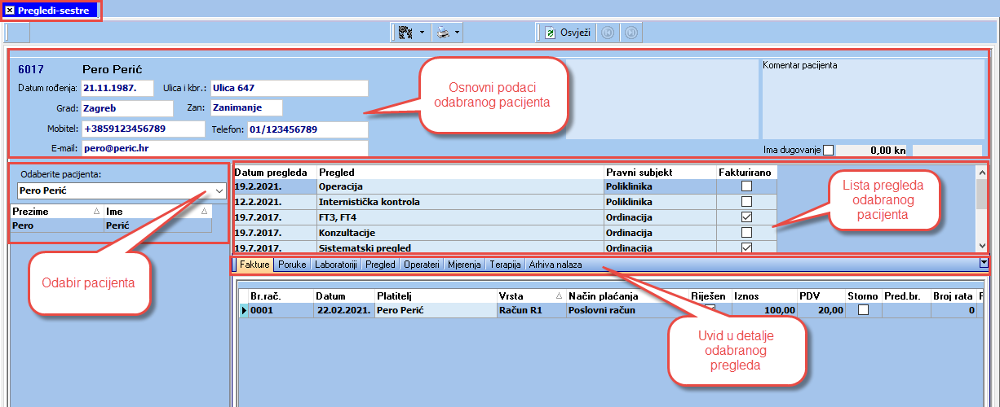 Pregledi-sestre
Osvježi
6017 Pero Perić
Datum rođenja: 21.11.1987. Ulica i kbr.: Ulica 647
Grad: Zagreb Zan: Zanimanje
Mobitel: +3859123456789 Telefon: 01/123456789
E-mail: pero@peric.hr
Osnovni podaci
odabranog pacijenta
Komentar pacijenta
Ima dugovanje 0,00 kn
Odaberite pacijenta:
Pero Perić
Prezime Ime
Pero Perić
Odabir pacijenta
Datum pregleda Pregled Pravni subjekt Fakturirano
19.2.2021. Operacija Poliklinika
12.2.2021. Internistička kontrola Poliklinika
19.7.2017. FT3, FT4 Ordinacija
19.7.2017. Konzultacije Ordinacija
19.7.2017. Sistematski pregled Ordinacija
Lista pregleda
odabranog
pacijenta
Fakture Poruke Laboratoriji Pregled Operateri Mjerenja Terapija Arhiva nalaza
Br.rač. Datum Platitelj Vrsta Način plaćanja Riješen Iznos PDV Storno Pred.br. Broj rata
0001 22.02.2021. Pero Perić Račun R1 Poslovni račun 100,00 20,00 0
Uvid u detalje
odabranog
pregleda